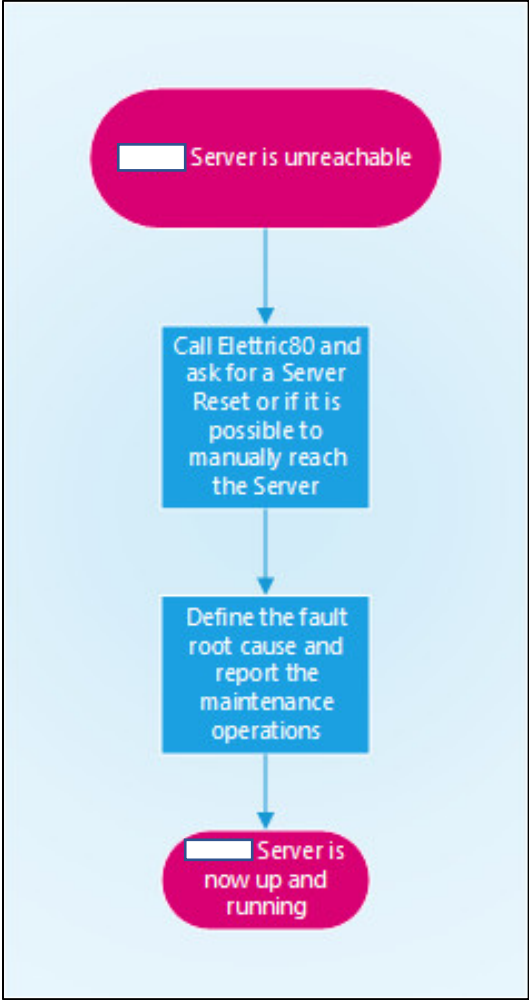 Server is unreachable
Call Elettric80 and
ask for a Server
Reset or if it is
possible to
manually reach
the Server
Define the fault
root cause and
report the
maintenance
operations
Server is
now up and
running